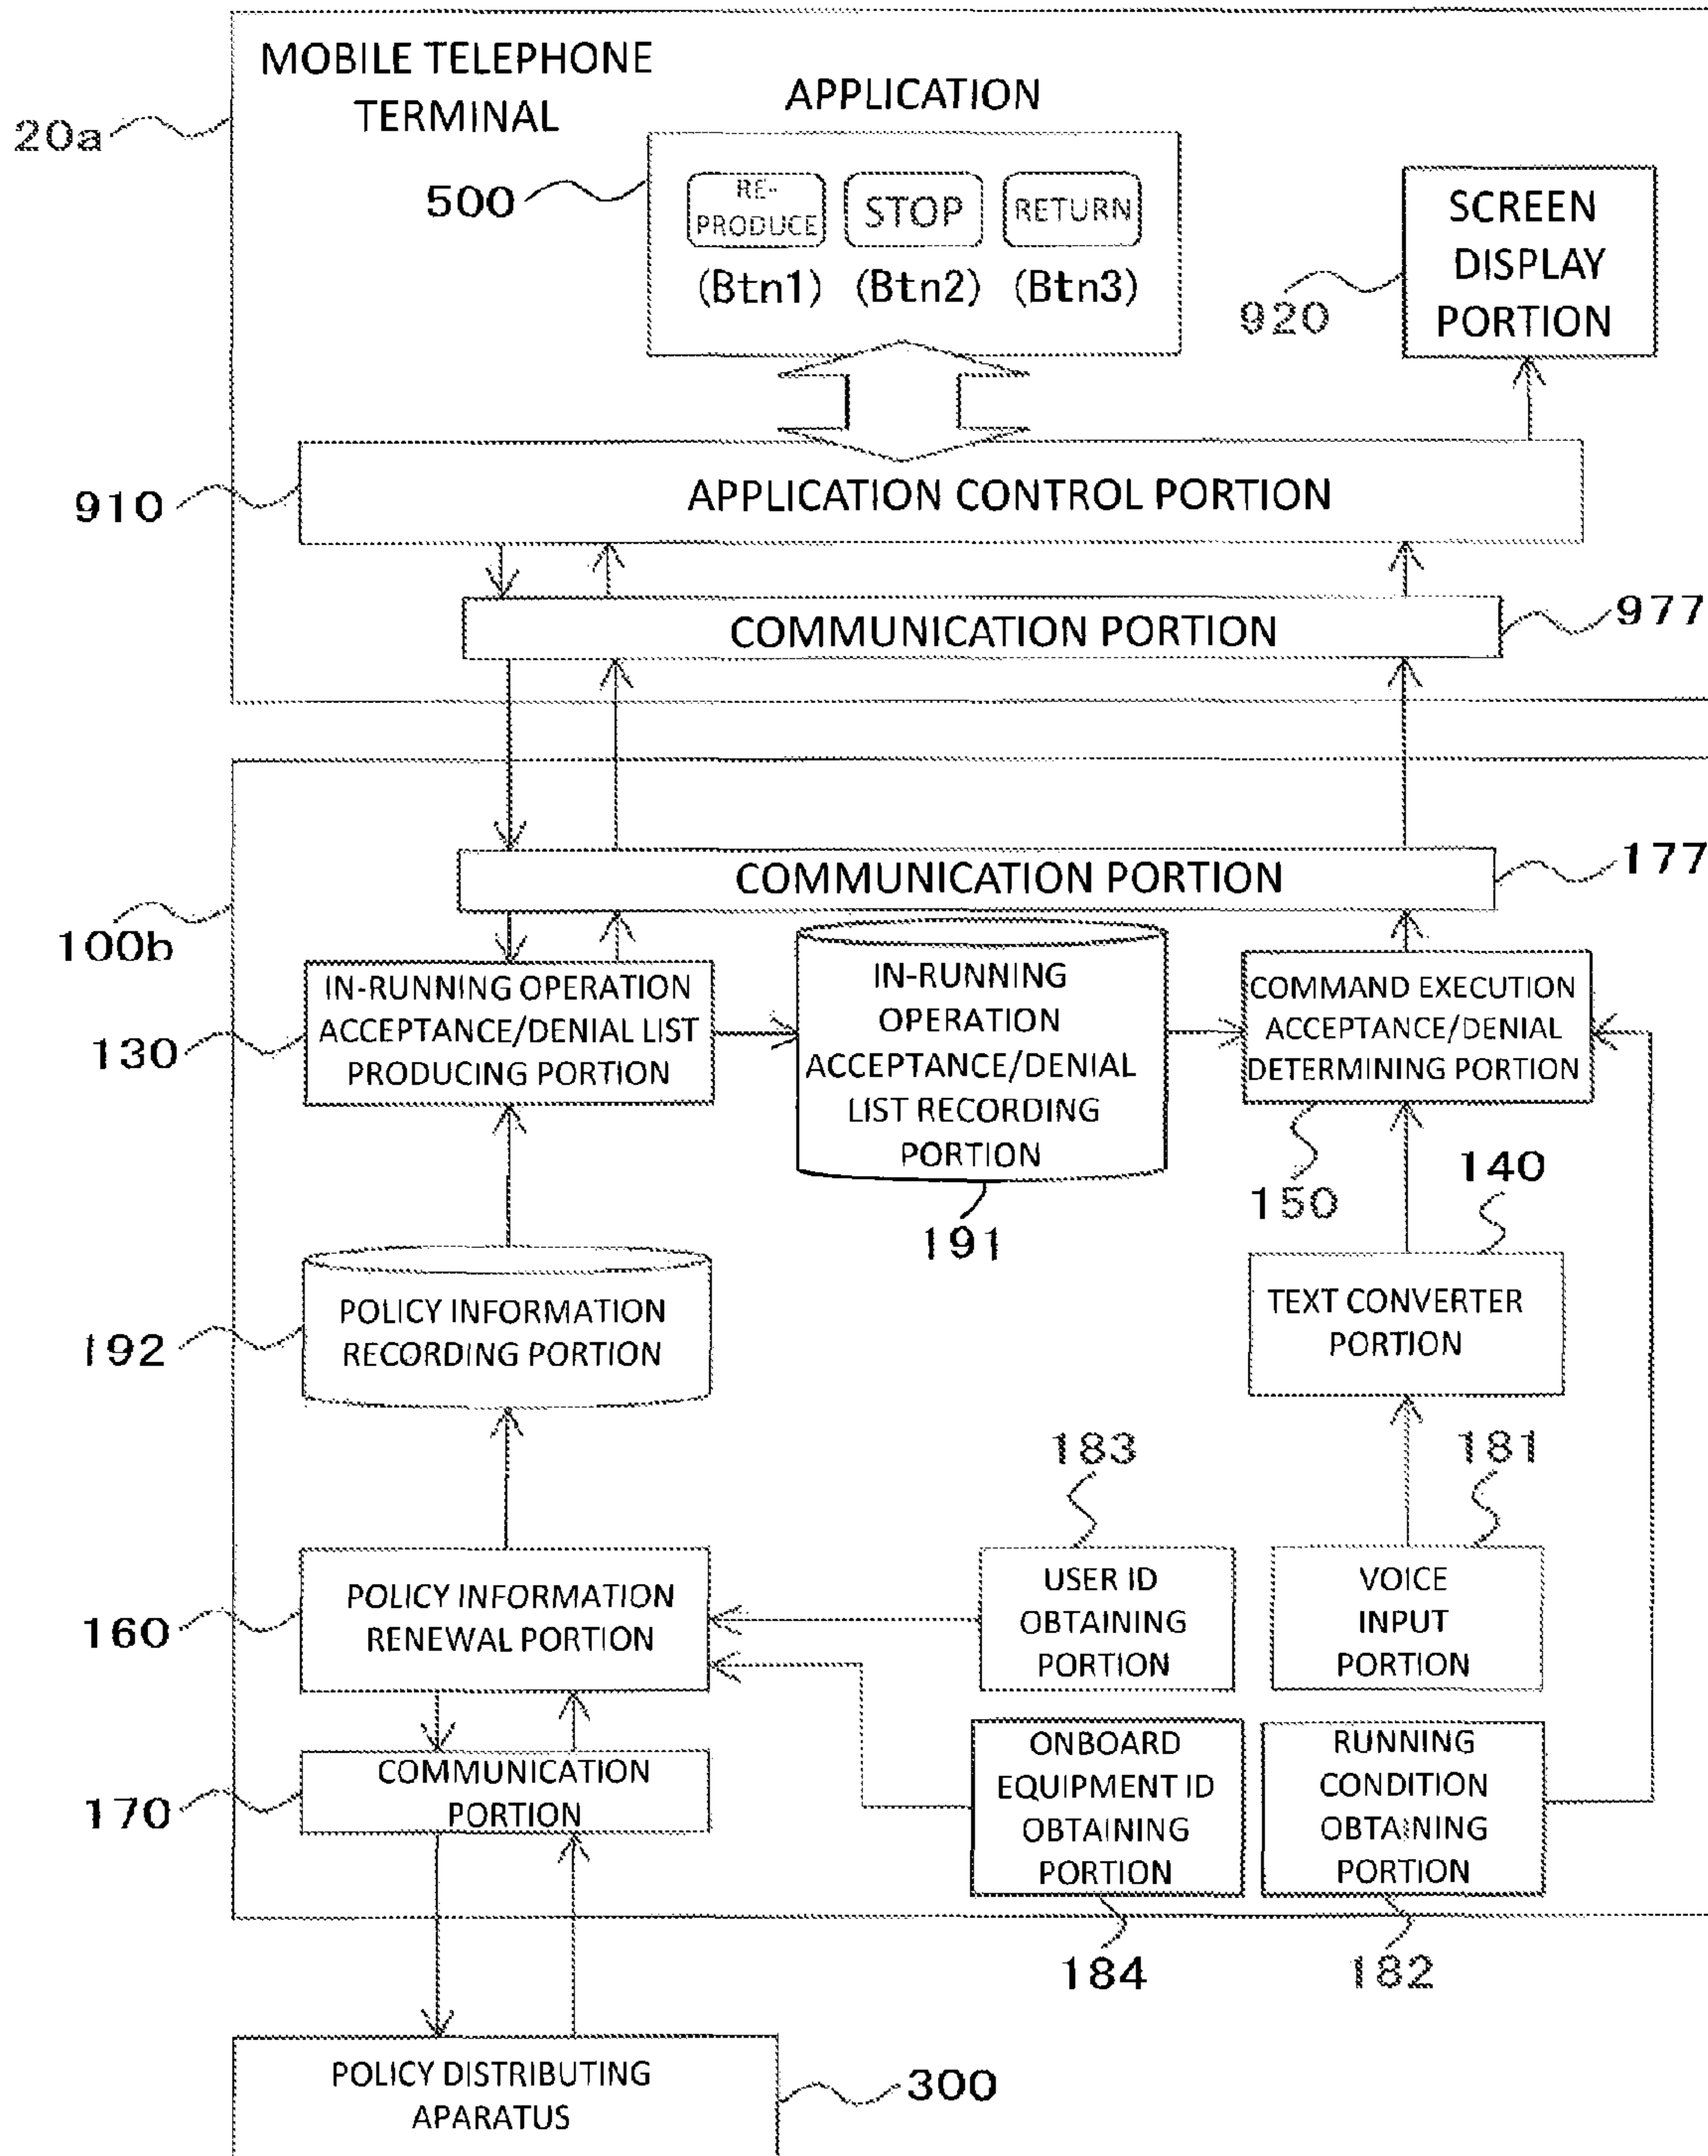 MOBILE TELEPHONE
TERMINAL
20a
APPLICATION
500
RE-
PRODUCE
STOP
RETURN
(Btn1) (Btn2) (Btn3)
SCREEN
DISPLAY
PORTION
920
910
APPLICATION CONTROL PORTION
COMMUNICATION PORTION
977
COMMUNICATION PORTION
177
100b
IN-RUNNING OPERATION
ACCEPTANCE/DENIAL LIST
PRODUCING PORTION
130
IN-RUNNING
OPERATION
ACCEPTANCE/DENIAL
LIST RECORDING
PORTION
191
COMMAND EXECUTION
ACCEPTANCE/DENIAL
DETERMINING PORTION
150
140
TEXT CONVERTER
PORTION
POLICY INFORMATION
RECORDING PORTION
192
183
181
POLICY INFORMATION
RENEWAL PORTION
160
USER ID
OBTAINING
PORTION
VOICE
INPUT
PORTION
COMMUNICATION
PORTION
170
ONBOARD
EQUIPMENT ID
OBTAINING
PORTION
184
RUNNING
CONDITION
OBTAINING
PORTION
182
POLICY DISTRIBUTING
APARATUS
300